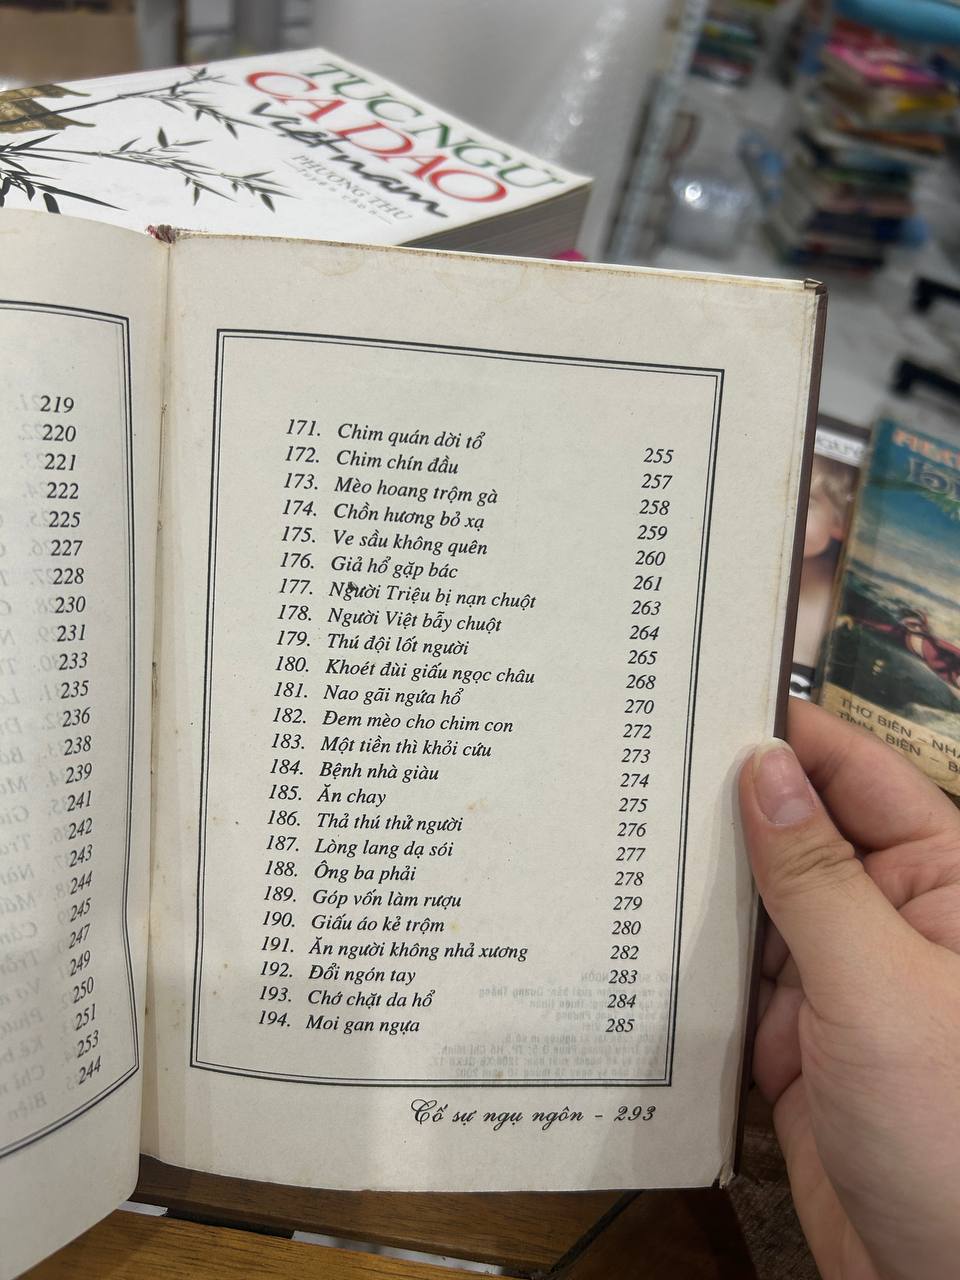 TỤC NGỮ
CA DAO
Việt nam
PHƯƠNG THU
219
220
221
222
225
227
228
230
231
233
235
236
238
239
241
242
243
244
245
247
249
250
251
253
244
171. Chim quán dời tổ 255
172. Chim chín đầu 257
173. Mèo hoang trộm gà 258
174. Chồn hương bỏ xạ 259
175. Ve sầu không quên 260
176. Giả hổ gặp bác 261
177. Người Triệu bị nạn chuột 263
178. Người Việt bẫy chuột 264
179. Thú đội lốt người 265
180. Khoét đùi giấu ngọc châu 268
181. Nao gãi ngứa hổ 270
182. Đem mèo cho chim con 272
183. Một tiền thì khỏi cứu 273
184. Bệnh nhà giàu 274
185. Ăn chay 275
186. Thả thú thử người 276
187. Lòng lang dạ sói 277
188. Ông ba phải 278
189. Góp vốn làm rượu 279
190. Giấu áo kẻ trộm 280
191. Ăn người không nhả xương 282
192. Đổi ngón tay 283
193. Chớ chặt da hổ 284
194. Moi gan ngựa 285
Cố sự ngụ ngôn - 293
THƠ BIÊN - NHA
TỈNH BIÊN - B